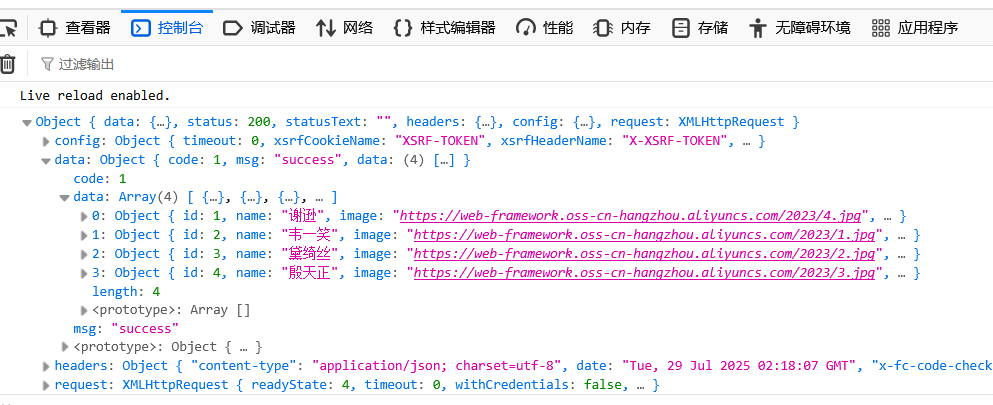 查看器 控制台 调试器 网络 样式编辑器 性能 内存 存储 无障碍环境 应用程序
过滤输出
Live reload enabled.
Object { data: {…}, status: 200, statusText: "", headers: {…}, config: {…}, request: XMLHttpRequest }
config: Object { timeout: 0, xsrfCookieName: "XSRF-TOKEN", xsrfHeaderName: "X-XSRF-TOKEN", … }
data: Object { code: 1, msg: "success", data: (4) […] }
code: 1
data: Array(4) [ {…}, {…}, {…}, … ]
0: Object { id: 1, name: "谢逊", image: "https://web-framework.oss-cn-hangzhou.aliyuncs.com/2023/4.jpg", … }
1: Object { id: 2, name: "韦一笑", image: "https://web-framework.oss-cn-hangzhou.aliyuncs.com/2023/1.jpg", … }
2: Object { id: 3, name: "黛绮丝", image: "https://web-framework.oss-cn-hangzhou.aliyuncs.com/2023/2.jpg", … }
3: Object { id: 4, name: "殷天正", image: "https://web-framework.oss-cn-hangzhou.aliyuncs.com/2023/3.jpg", … }
length: 4
<prototype>: Array []
msg: "success"
<prototype>: Object { … }
headers: Object { "content-type": "application/json; charset=utf-8", date: "Tue, 29 Jul 2025 02:18:07 GMT", "x-fc-code-check
request: XMLHttpRequest { readyState: 4, timeout: 0, withCredentials: false, … }